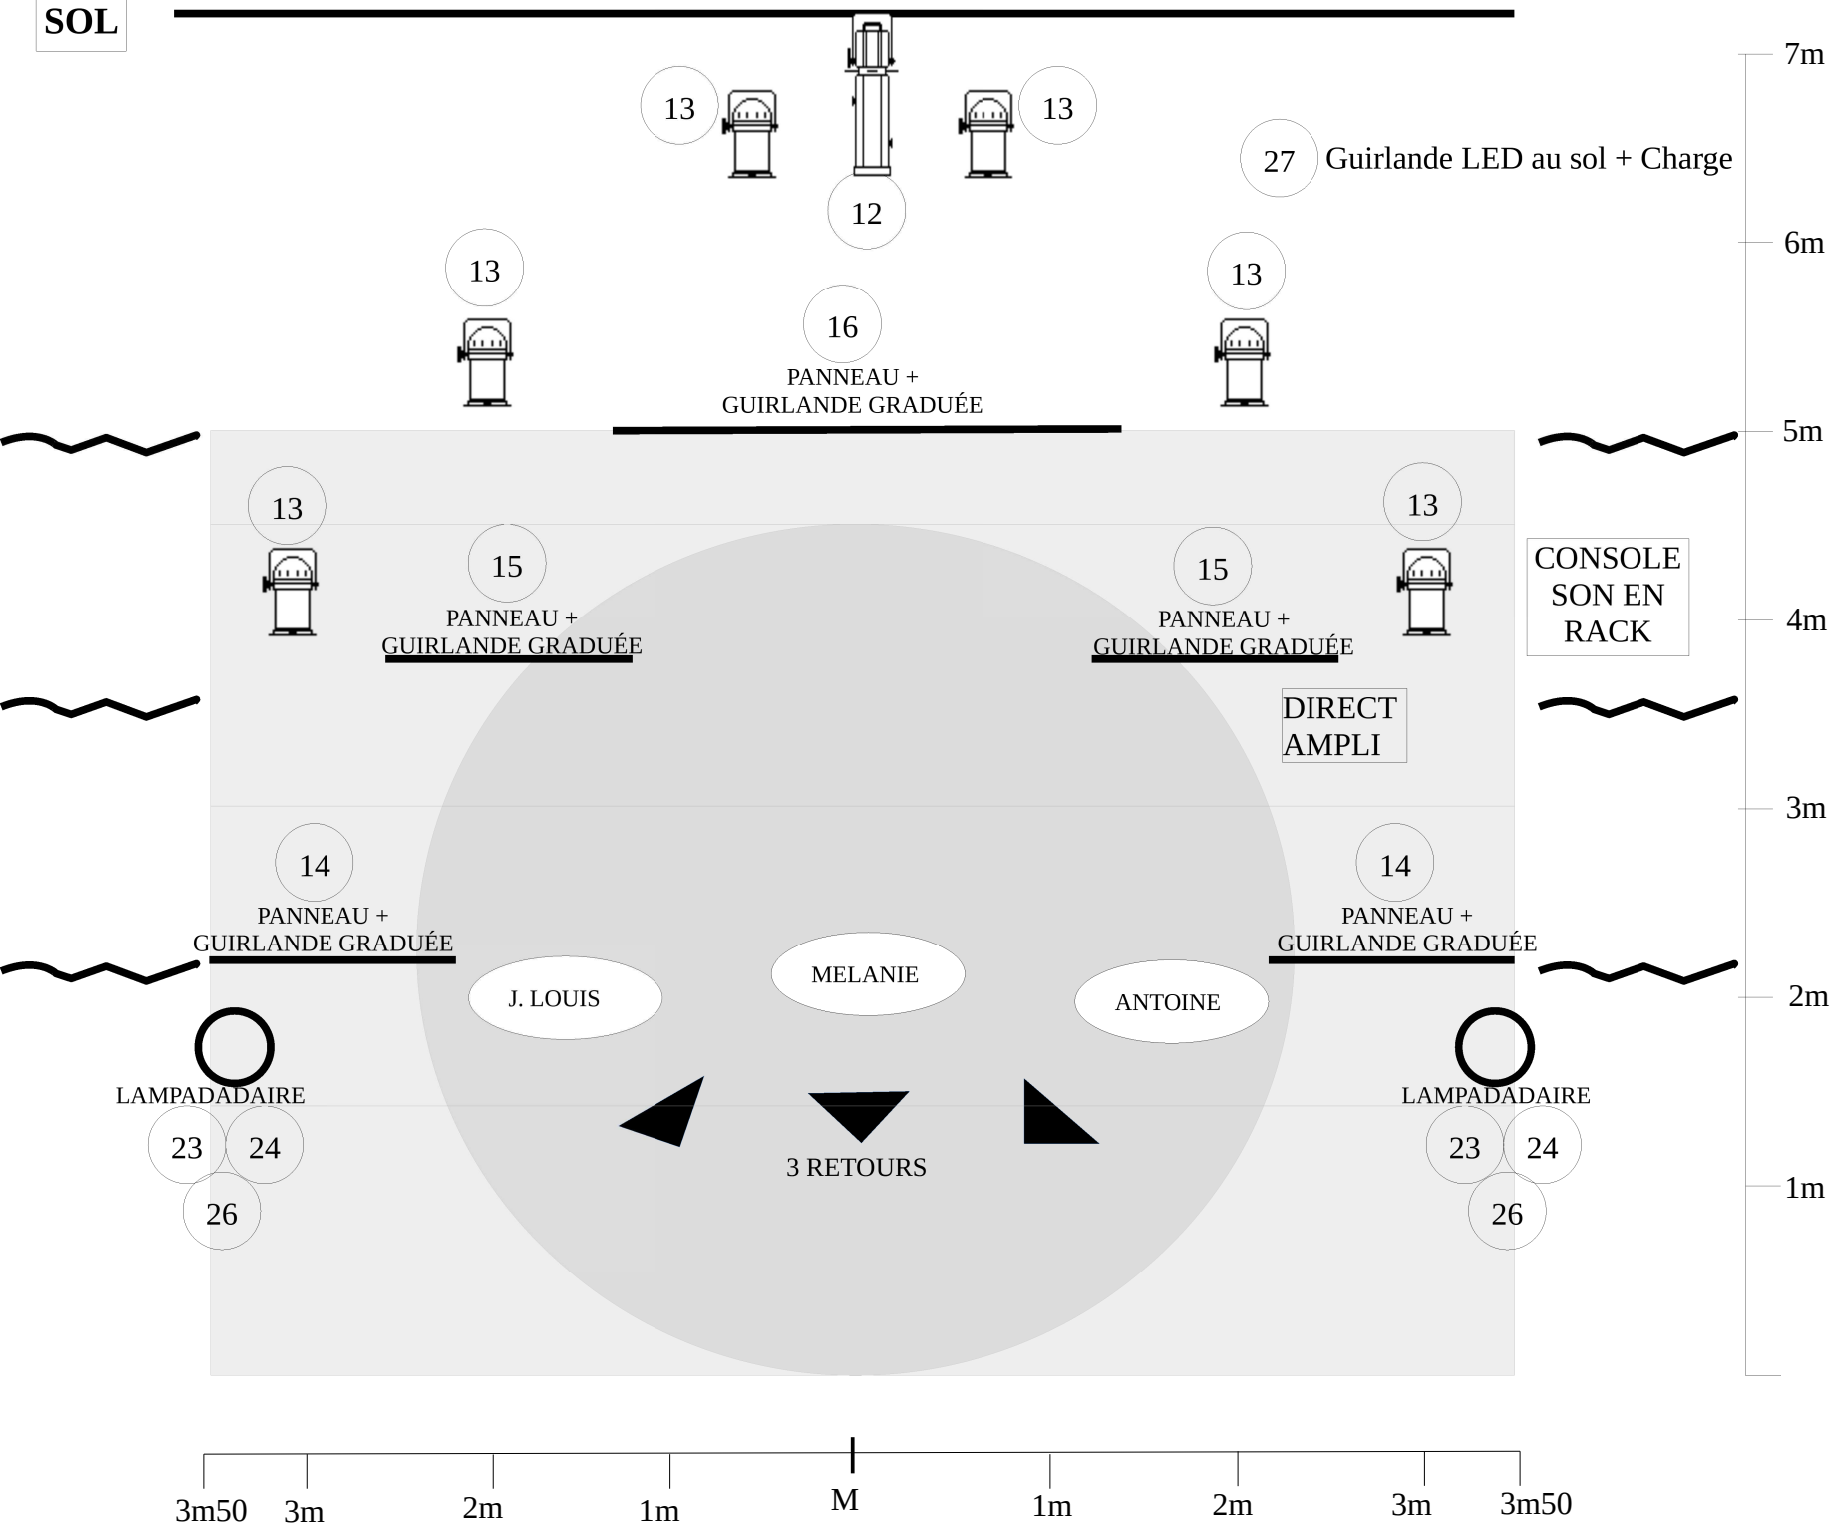 SOL
7m
13
13
27 Guirlande LED au sol + Charge
12
6m
13
13
16
PANNEAU +
GUIRLANDE GRADUÉE
5m
13
13
15
15
CONSOLE
SON EN
RACK
PANNEAU +
GUIRLANDE GRADUÉE
PANNEAU +
GUIRLANDE GRADUÉE
4m
DIRECT
AMPLI
3m
14
14
PANNEAU +
GUIRLANDE GRADUÉE
PANNEAU +
GUIRLANDE GRADUÉE
J. LOUIS
MELANIE
ANTOINE
2m
LAMPADADAIRE
LAMPADADAIRE
23
24
23
24
3 RETOURS
1m
26
26
3m50
3m
2m
1m
M
1m
2m
3m
3m50